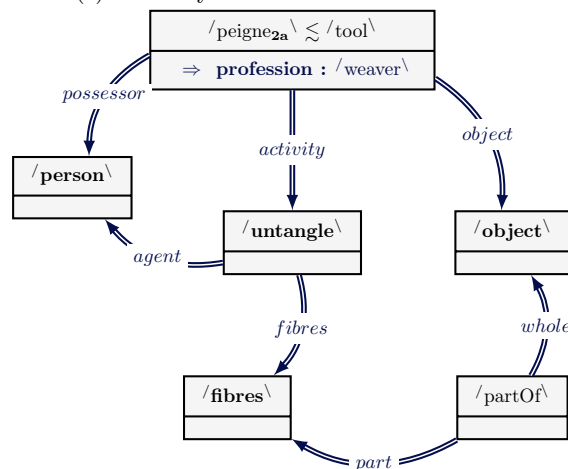 /peigne2a\ ≲ /tool\
⇒ profession : /weaver\
possessor
activity
object
/person\
/untangle\
/object\
agent
fibres
whole
/fibres\
/partOf\
part